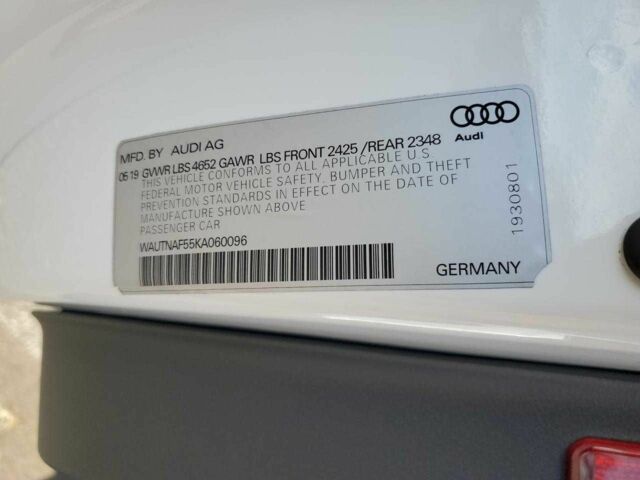 MFD. BY AUDI AG
Audi
05 19 GVWR LBS 4652 GAWR LBS FRONT 2425 /REAR 2348
THIS VEHICLE CONFORMS TO ALL APPLICABLE U.S
FEDERAL MOTOR VEHICLE SAFETY, BUMPER AND THEFT
PREVENTION STANDARDS IN EFFECT ON THE DATE OF
MANUFACTURE SHOWN ABOVE
PASSENGER CAR
WAUTNAF55KA060096
GERMANY
1930801